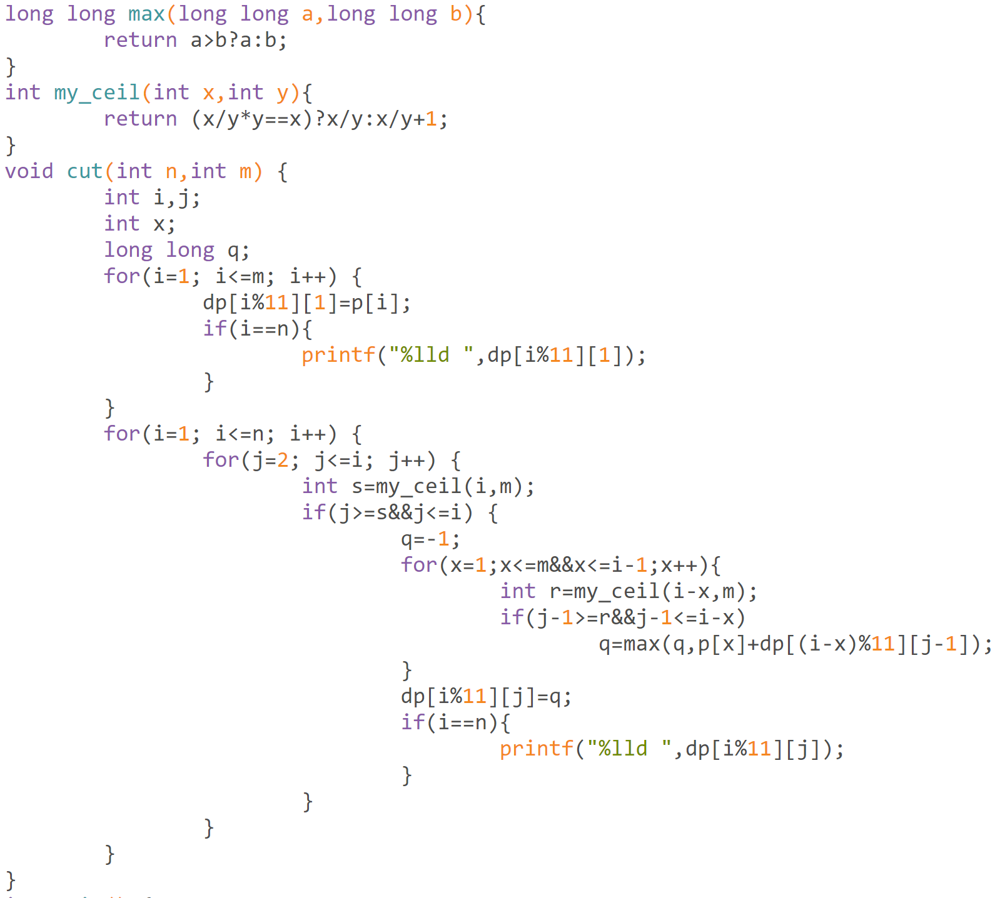 long long max(long long a,long long b){
        return a>b?a:b;
}
int my_ceil(int x,int y){
        return (x/y*y==x)?x/y:x/y+1;
}
void cut(int n,int m) {
        int i,j;
        int x;
        long long q;
        for(i=1; i<=m; i++) {
                dp[i%11][1]=p[i];
                if(i==n){
                        printf("%lld ",dp[i%11][1]);
                }
        }
        for(i=1; i<=n; i++) {
                for(j=2; j<=i; j++) {
                        int s=my_ceil(i,m);
                        if(j>=s&&j<=i) {
                                q=-1;
                                for(x=1;x<=m&&x<=i-1;x++){
                                        int r=my_ceil(i-x,m);
                                        if(j-1>=r&&j-1<=i-x)
                                                q=max(q,p[x]+dp[(i-x)%11][j-1]);
                                }
                                dp[i%11][j]=q;
                                if(i==n){
                                        printf("%lld ",dp[i%11][j]);
                                }
                        }
                }
        }
}